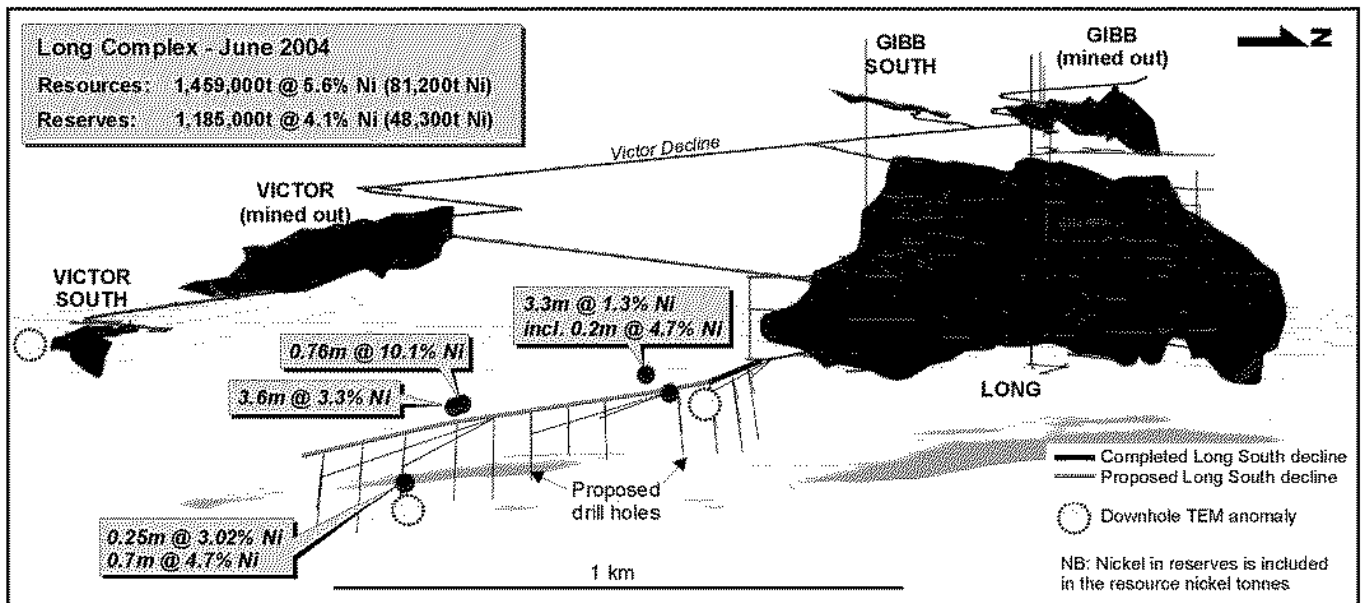 Long Complex - June 2004
Resources: 1,459,000t @ 5.6% Ni (81,200t Ni)
Reserves: 1,185,000t @ 4.1% Ni (48,300t Ni)
GIBB
SOUTH
GIBB
(mined out)
N
Victor Decline
VICTOR
(mined out)
VICTOR
SOUTH
3.3m @ 1.3% Ni
incl. 0.2m @ 4.7% Ni
0.76m @ 10.1% Ni
3.6m @ 3.3% Ni
LONG
Completed Long South decline
Proposed Long South decline
Downhole TEM anomaly
NB: Nickel in reserves is included
in the resource nickel tonnes
Proposed
drill holes
0.25m @ 3.02% Ni
0.7m @ 4.7% Ni
1 km